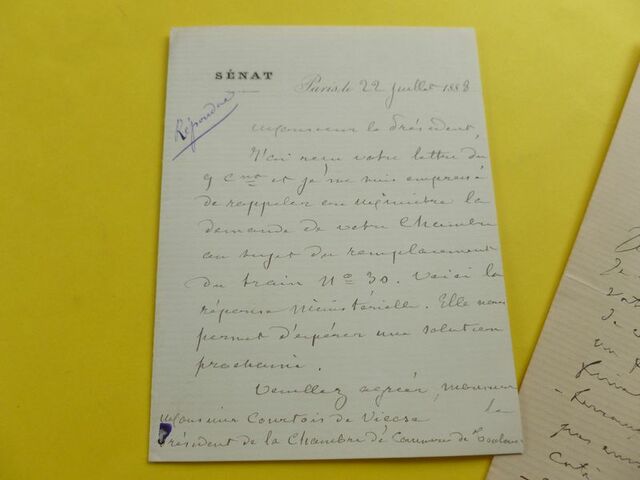 SÉNAT
Paris, le 22 juillet 1888
Répondre
Monsieur le Président,
J'ai reçu votre lettre du
9 Cnt et je me suis empressé
de rappeler au Ministère la
demande de votre Chambre
au sujet du remplacement
du train No 30. Voici la
réponse Ministérielle. Elle nous
permet d'espérer une solution
prochaine.
Veuillez agréer, Monsieur
le
Monsieur Courtois de Viçose
Président de la Chambre de Commerce de Toulouse